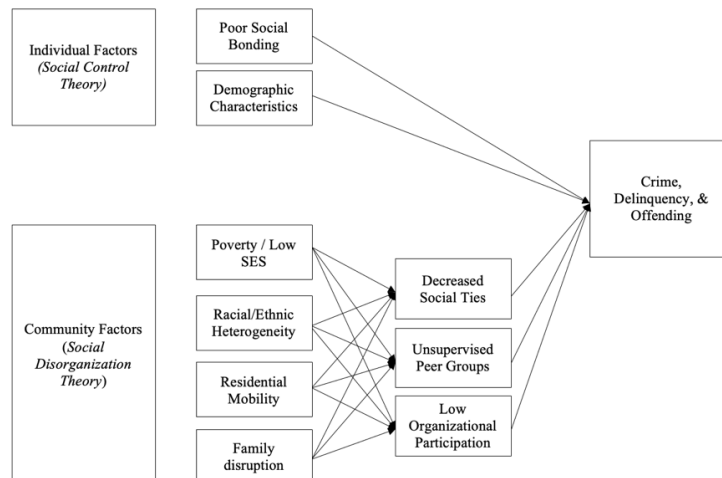 Individual Factors
(Social Control
Theory)
Poor Social
Bonding
Demographic
Characteristics
Crime,
Delinquency, &
Offending
Community Factors
(Social
Disorganization
Theory)
Poverty / Low
SES
Racial/Ethnic
Heterogeneity
Residential
Mobility
Family
disruption
Decreased
Social Ties
Unsupervised
Peer Groups
Low
Organizational
Participation